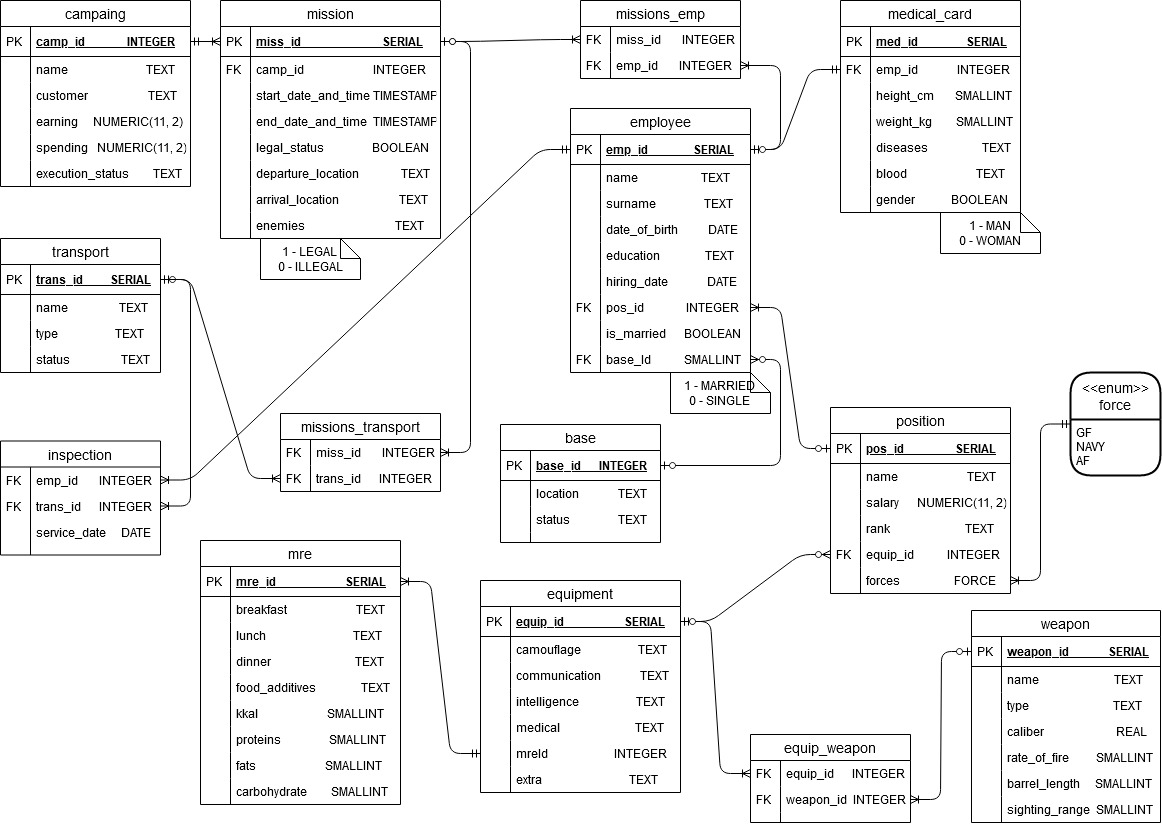 campaing
PK camp_id INTEGER
name TEXT
customer TEXT
earning NUMERIC(11, 2)
spending NUMERIC(11, 2)
execution_status TEXT
mission
PK miss_id SERIAL
FK camp_id INTEGER
start_date_and_time TIMESTAMF
end_date_and_time TIMESTAMF
legal_status BOOLEAN
departure_location TEXT
arrival_location TEXT
enemies TEXT
1 - LEGAL
0 - ILLEGAL
missions_emp
FK miss_id INTEGER
FK emp_id INTEGER
medical_card
PK med_id SERIAL
FK emp_id INTEGER
height_cm SMALLINT
weight_kg SMALLINT
diseases TEXT
blood TEXT
gender BOOLEAN
1 - MAN
0 - WOMAN
employee
PK emp_id SERIAL
name TEXT
surname TEXT
date_of_birth DATE
education TEXT
hiring_date DATE
FK pos_id INTEGER
is_married BOOLEAN
FK base_Id SMALLINT
1 - MARRIED
0 - SINGLE
transport
PK trans_id SERIAL
name TEXT
type TEXT
status TEXT
inspection
FK emp_id INTEGER
FK trans_id INTEGER
service_date DATE
missions_transport
FK miss_id INTEGER
FK trans_id INTEGER
base
PK base_id INTEGER
location TEXT
status TEXT
position
PK pos_id SERIAL
name TEXT
salary NUMERIC(11, 2)
rank TEXT
FK equip_id INTEGER
forces FORCE
<<enum>>
force
GF
NAVY
AF
mre
PK mre_id SERIAL
breakfast TEXT
lunch TEXT
dinner TEXT
food_additives TEXT
kkal SMALLINT
proteins SMALLINT
fats SMALLINT
carbohydrate SMALLINT
equipment
PK equip_id SERIAL
camouflage TEXT
communication TEXT
intelligence TEXT
medical TEXT
mreId INTEGER
extra TEXT
equip_weapon
FK equip_id INTEGER
FK weapon_id INTEGER
weapon
PK weapon_id SERIAL
name TEXT
type TEXT
caliber REAL
rate_of_fire SMALLINT
barrel_length SMALLINT
sighting_range SMALLINT